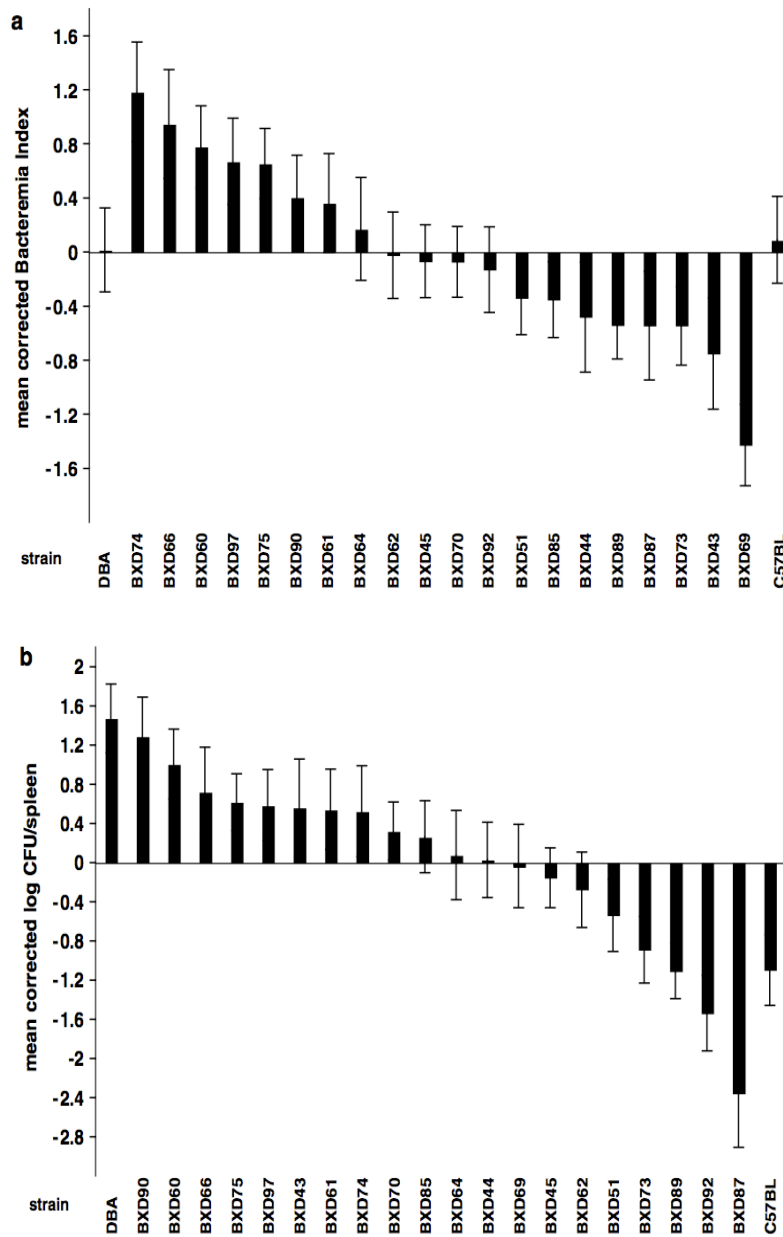 a
mean corrected Bacteremia Index
1.6
1.2
0.8
0.4
0
-0.4
-0.8
-1.2
-1.6
strain
DBA
BXD74
BXD66
BXD60
BXD97
BXD75
BXD90
BXD61
BXD64
BXD62
BXD45
BXD70
BXD92
BXD51
BXD85
BXD44
BXD89
BXD87
BXD73
BXD43
BXD69
C57BL
b
mean corrected log CFU/spleen
2
1.6
1.2
0.8
0.4
0
-0.4
-0.8
-1.2
-1.6
-2
-2.4
-2.8
strain
DBA
BXD90
BXD60
BXD66
BXD75
BXD97
BXD43
BXD61
BXD74
BXD70
BXD85
BXD64
BXD44
BXD69
BXD45
BXD62
BXD51
BXD73
BXD89
BXD92
BXD87
C57BL